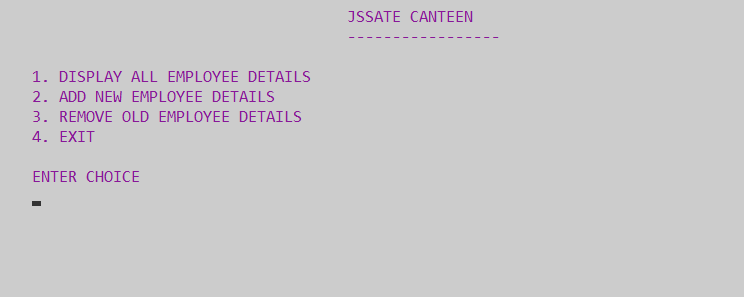 JSSATE CANTEEN
-----------------
1. DISPLAY ALL EMPLOYEE DETAILS
2. ADD NEW EMPLOYEE DETAILS
3. REMOVE OLD EMPLOYEE DETAILS
4. EXIT
ENTER CHOICE